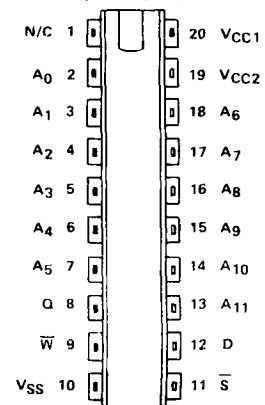 N/C 1 20 VCC1
A0 2 19 VCC2
A1 3 18 A6
A2 4 17 A7
A3 5 16 A8
A4 6 15 A9
A5 7 14 A10
Q 8 13 A11
W̅ 9 12 D
VSS 10 11 S̅